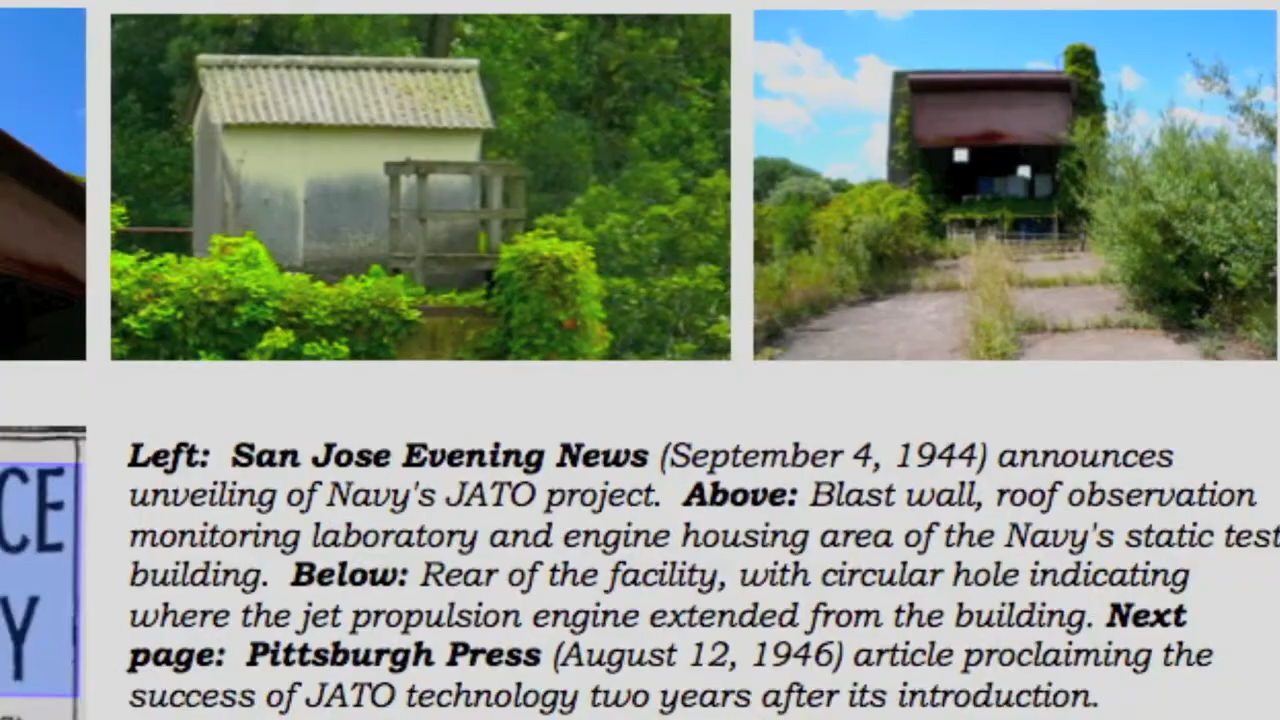 CE
Y
Left: San Jose Evening News (September 4, 1944) announces
unveiling of Navy's JATO project. Above: Blast wall, roof observation
monitoring laboratory and engine housing area of the Navy's static test
building. Below: Rear of the facility, with circular hole indicating
where the jet propulsion engine extended from the building. Next
page: Pittsburgh Press (August 12, 1946) article proclaiming the
success of JATO technology two years after its introduction.